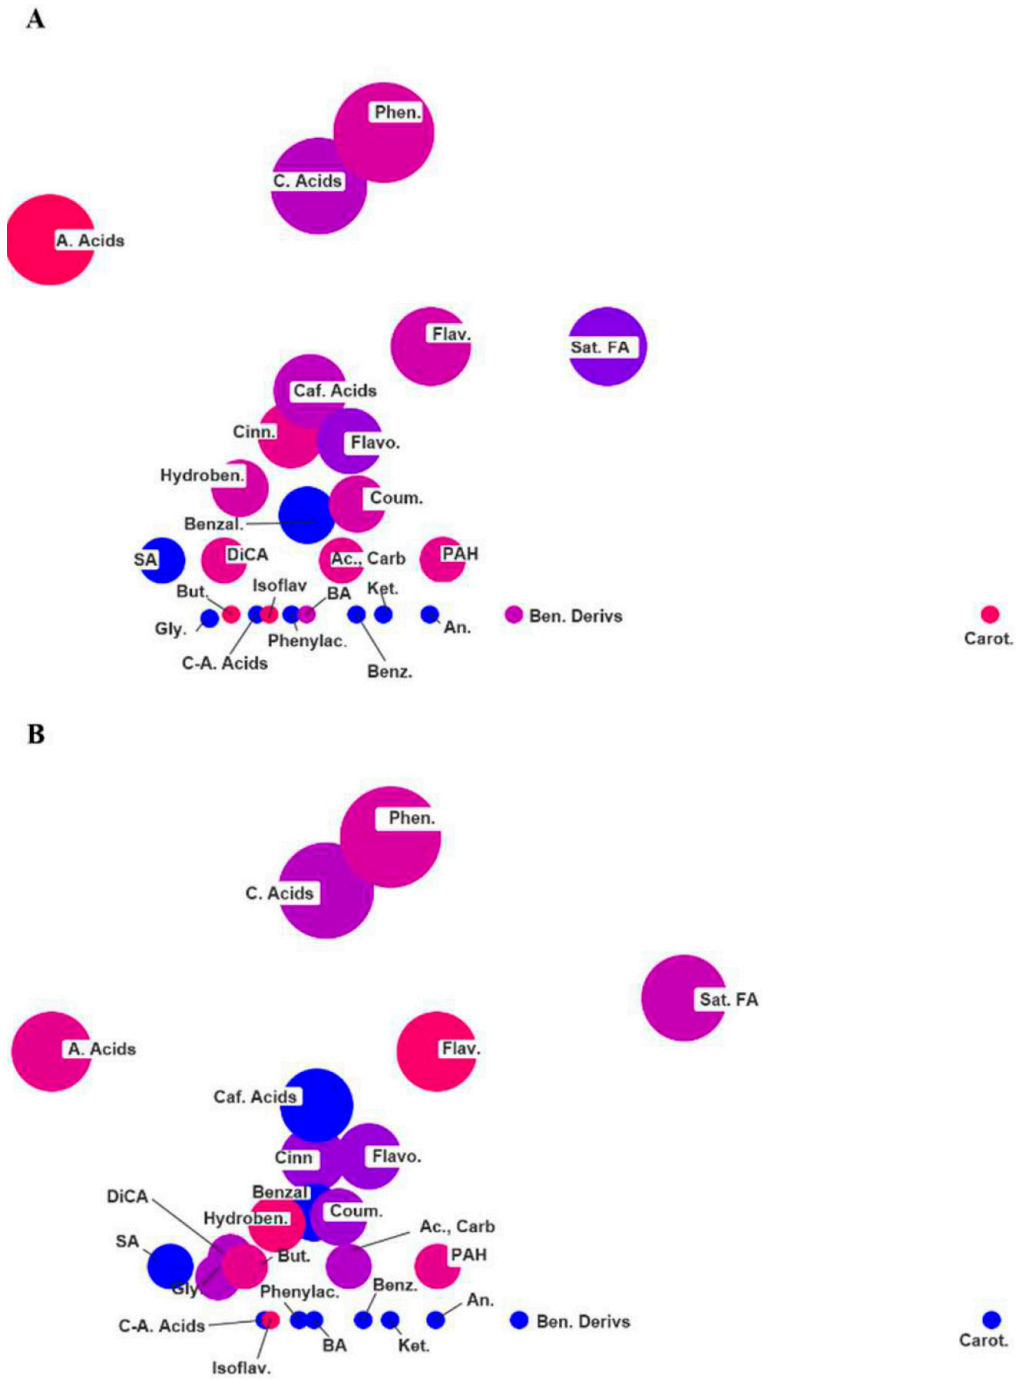 A
Phen.
C. Acids
A. Acids
Flav.
Sat. FA
Caf. Acids
Cinn.
Flavo.
Hydroben.
Coum.
Benzal.
SA
DiCA
Ac., Carb
PAH
But.
Isoflav
BA
Ket.
Gly.
Phenylac.
An.
Ben. Derivs
Carot.
C-A. Acids
Benz.
B
Phen.
C. Acids
Sat. FA
A. Acids
Flav.
Caf. Acids
Cinn
Flavo.
DiCA
Benzal
Hydroben.
Coum.
SA
Ac., Carb
But.
PAH
Gly.
Phenylac.
Benz.
An.
C-A. Acids
BA
Ket.
Ben. Derivs
Carot.
Isoflav.